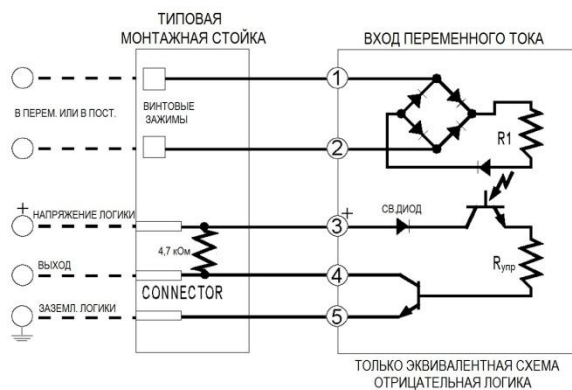 ТИПОВАЯ
МОНТАЖНАЯ СТОЙКА
ВХОД ПЕРЕМЕННОГО ТОКА
В ПЕРЕМ. ИЛИ В ПОСТ.
ВИНТОВЫЕ
ЗАЖИМЫ
1
2
R1
+
НАПРЯЖЕНИЕ ЛОГИКИ
4,7 кОм
3
+
СВ.ДИОД
ВЫХОД
4
Rупр
CONNECTOR
ЗАЗЕМЛ. ЛОГИКИ
5
ТОЛЬКО ЭКВИВАЛЕНТНАЯ СХЕМА
ОТРИЦАТЕЛЬНАЯ ЛОГИКА